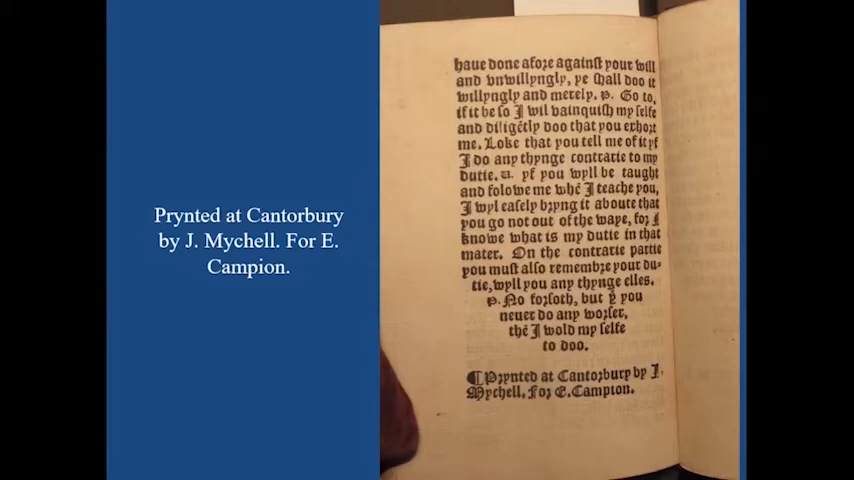 Prynted at Cantorbury
by J. Mychell. For E.
Campion.
haue done afore against your will
and vnwillyngly, ye shall doo it
willyngly and merely. P. Go to,
if it be so I wil vainquish my selfe
and diligẽtly doo that you exhort
me. Loke that you tell me of it yf
I do any thynge contrarie to my
dutie. yf you wyll be taught
and folowe me whẽ I teache you,
I wyl easely bryng it aboute that
you go not out of the waye, for I
knowe what is my dutie in that
mater. On the contrarie partie
you must also remembre your du-
tie, wyll you any thynge elles.
P. No forsoth, but yͭ you
neuer do any worser,
thẽ I wold my selfe
to doo.
¶Prynted at Cantorbury by J.
Mychell. For E. Campion.